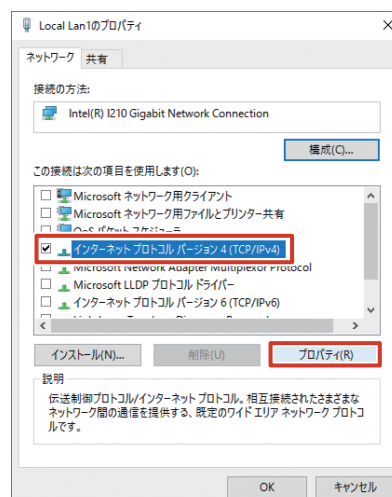 Local Lan1のプロパティ
ネットワーク 共有
接続の方法:
Intel(R) I210 Gigabit Network Connection
構成(C)...
この接続は次の項目を使用します(O):
Microsoft ネットワーク用クライアント
Microsoft ネットワーク用ファイルとプリンター共有
QoS パケット スケジューラ
インターネット プロトコル バージョン 4 (TCP/IPv4)
Microsoft Network Adapter Multiplexor Protocol
Microsoft LLDP プロトコル ドライバー
インターネット プロトコル バージョン 6 (TCP/IPv6)
インストール(N)... 削除(U) プロパティ(R)
説明
伝送制御プロトコル/インターネット プロトコル。相互接続されたさまざまな
ネットワーク間の通信を提供する、既定のワイド エリア ネットワーク プロトコ
ルです。
OK キャンセル